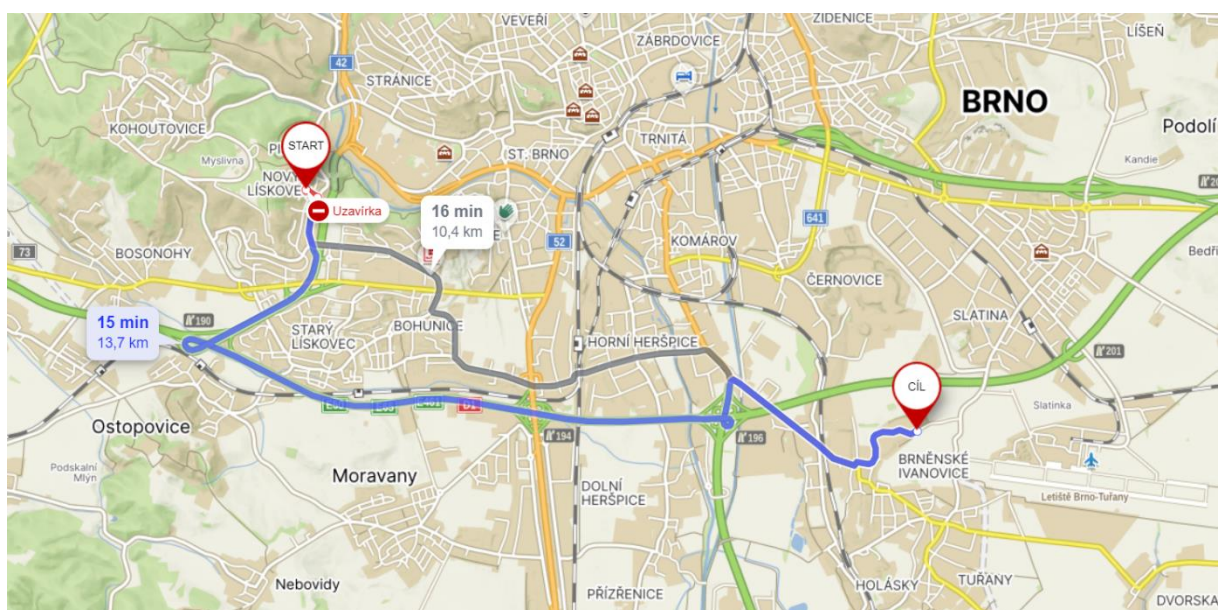 VEVEŘÍ
ŽIDENICE
LÍŠEŇ
ZÁBRDOVICE
42
STRÁNICE
BRNO
KOHOUTOVICE
Podolí
START
TRNITÁ
Myslivna
ST. BRNO
Kandie
NOVÝ
LÍSKOVEC
Uzavírka
16 min
10,4 km
641
73
BOSONOHY
52
KOMÁROV
ČERNOVICE
15 min
13,7 km
190
STARÝ
LÍSKOVEC
BOHUNICE
HORNÍ HERŠPICE
SLATINA
201
CÍL
D1
Slatinka
Ostopovice
194
196
BRNĚNSKÉ
IVANOVICE
Podskalní
Mlýn
Moravany
DOLNÍ
HERŠPICE
Letiště Brno-Tuřany
Nebovidy
PŘÍZŘENICE
HOLÁSKY
TUŘANY
DVORSKA